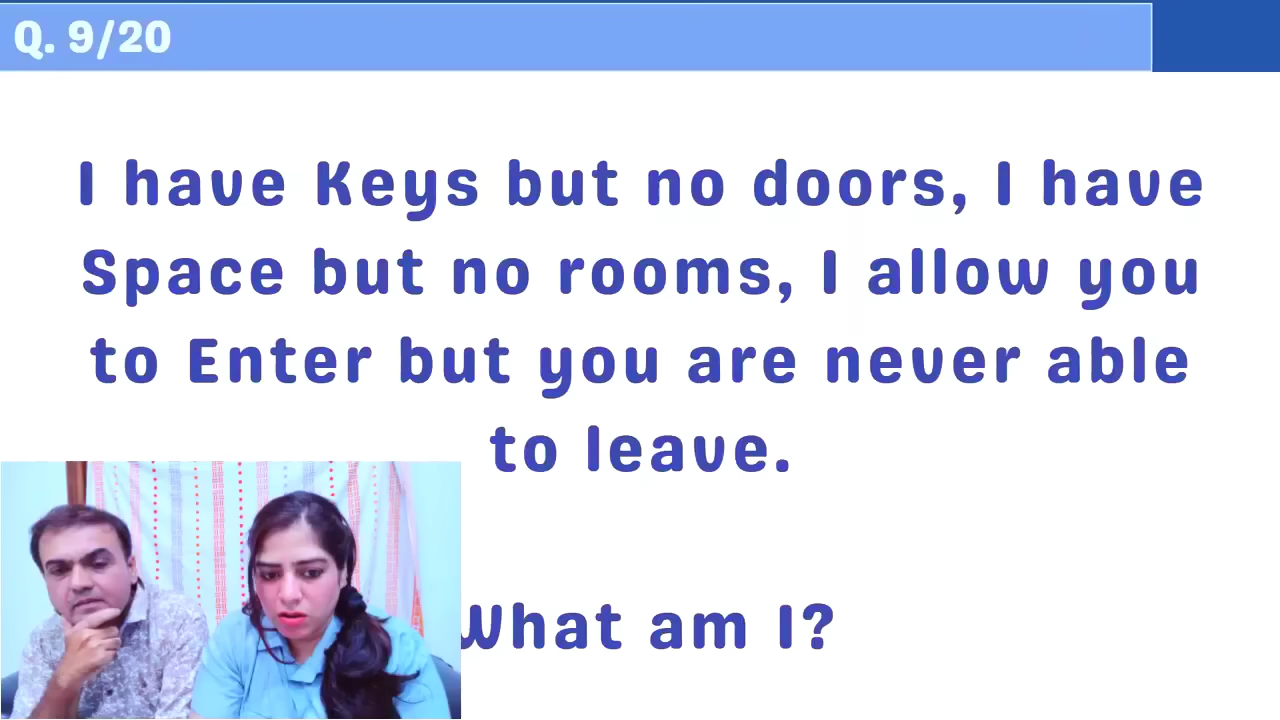 Q. 9/20
I have Keys but no doors, I have
Space but no rooms, I allow you
to Enter but you are never able
to leave.
What am I?